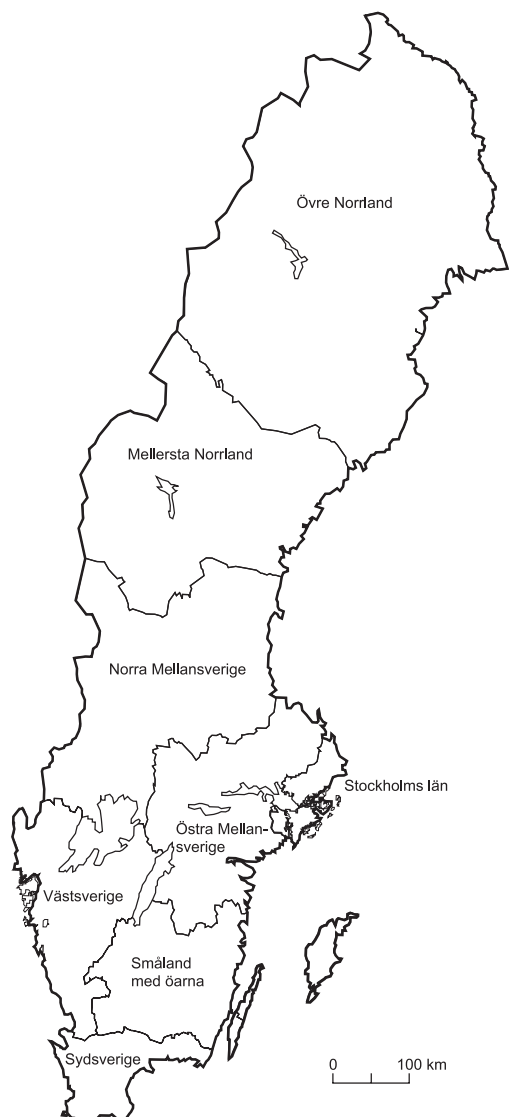 Övre Norrland
Mellersta Norrland
Norra Mellansverige
Stockholms län
Östra Mellan-
sverige
Västsverige
Småland
med öarna
Sydsverige
0 100 km